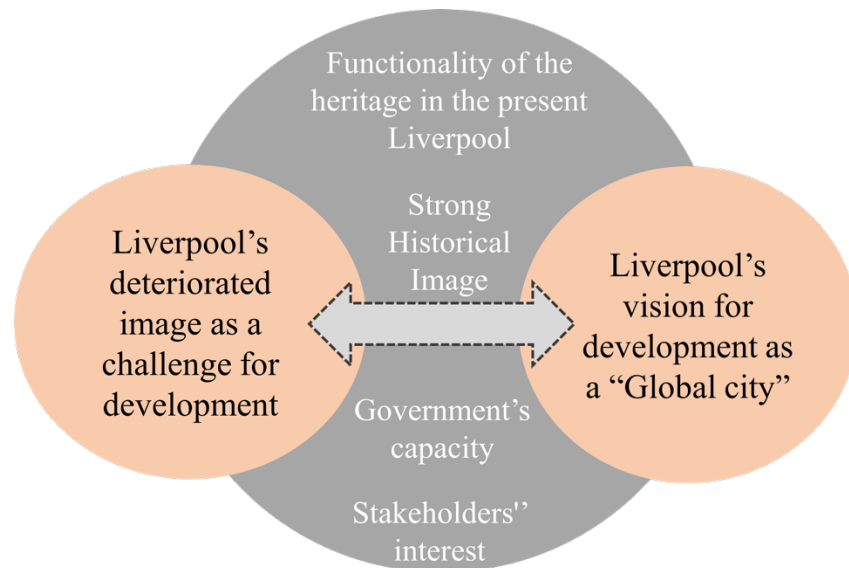 Functionality of the
heritage in the present
Liverpool
Strong
Historical
Image
Liverpool’s
deteriorated
image as a
challenge for
development
Liverpool’s
vision for
development as
a “Global city”
Government’s
capacity
Stakeholders'’
interest